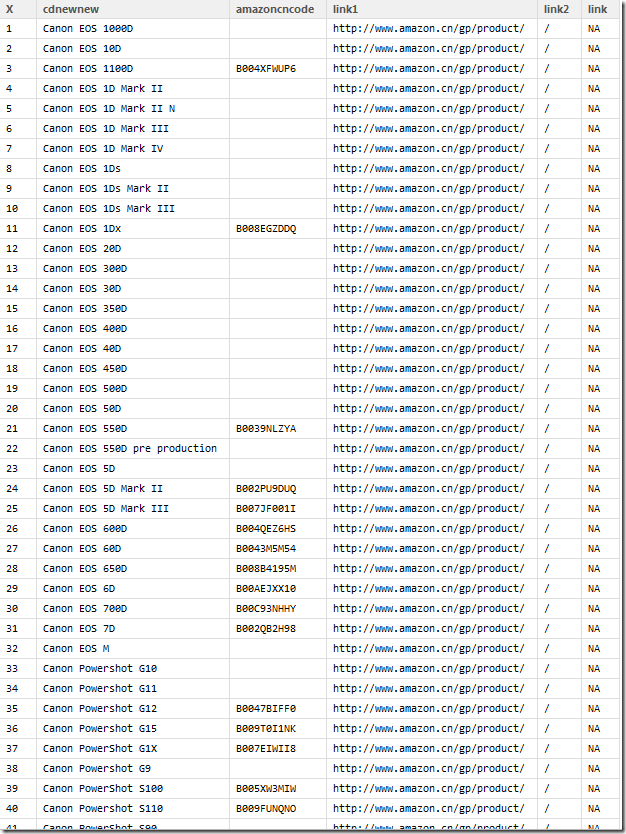 X cdnewnew amazoncncode link1 link2 link
1 Canon EOS 1000D http://www.amazon.cn/gp/product/ / NA
2 Canon EOS 10D http://www.amazon.cn/gp/product/ / NA
3 Canon EOS 1100D B004XFWUP6 http://www.amazon.cn/gp/product/ / NA
4 Canon EOS 1D Mark II http://www.amazon.cn/gp/product/ / NA
5 Canon EOS 1D Mark II N http://www.amazon.cn/gp/product/ / NA
6 Canon EOS 1D Mark III http://www.amazon.cn/gp/product/ / NA
7 Canon EOS 1D Mark IV http://www.amazon.cn/gp/product/ / NA
8 Canon EOS 1Ds http://www.amazon.cn/gp/product/ / NA
9 Canon EOS 1Ds Mark II http://www.amazon.cn/gp/product/ / NA
10 Canon EOS 1Ds Mark III http://www.amazon.cn/gp/product/ / NA
11 Canon EOS 1Dx B008EGZDDQ http://www.amazon.cn/gp/product/ / NA
12 Canon EOS 20D http://www.amazon.cn/gp/product/ / NA
13 Canon EOS 300D http://www.amazon.cn/gp/product/ / NA
14 Canon EOS 30D http://www.amazon.cn/gp/product/ / NA
15 Canon EOS 350D http://www.amazon.cn/gp/product/ / NA
16 Canon EOS 400D http://www.amazon.cn/gp/product/ / NA
17 Canon EOS 40D http://www.amazon.cn/gp/product/ / NA
18 Canon EOS 450D http://www.amazon.cn/gp/product/ / NA
19 Canon EOS 500D http://www.amazon.cn/gp/product/ / NA
20 Canon EOS 50D http://www.amazon.cn/gp/product/ / NA
21 Canon EOS 550D B0039NLZYA http://www.amazon.cn/gp/product/ / NA
22 Canon EOS 550D pre production http://www.amazon.cn/gp/product/ / NA
23 Canon EOS 5D http://www.amazon.cn/gp/product/ / NA
24 Canon EOS 5D Mark II B002PU9DUQ http://www.amazon.cn/gp/product/ / NA
25 Canon EOS 5D Mark III B007JF001I http://www.amazon.cn/gp/product/ / NA
26 Canon EOS 600D B004QEZ6HS http://www.amazon.cn/gp/product/ / NA
27 Canon EOS 60D B0043M5M54 http://www.amazon.cn/gp/product/ / NA
28 Canon EOS 650D B008B4195M http://www.amazon.cn/gp/product/ / NA
29 Canon EOS 6D B00AEJXX10 http://www.amazon.cn/gp/product/ / NA
30 Canon EOS 700D B00C93NHHY http://www.amazon.cn/gp/product/ / NA
31 Canon EOS 7D B002QB2H98 http://www.amazon.cn/gp/product/ / NA
32 Canon EOS M http://www.amazon.cn/gp/product/ / NA
33 Canon Powershot G10 http://www.amazon.cn/gp/product/ / NA
34 Canon Powershot G11 http://www.amazon.cn/gp/product/ / NA
35 Canon PowerShot G12 B0047BIFF0 http://www.amazon.cn/gp/product/ / NA
36 Canon PowerShot G15 B009T0I1NK http://www.amazon.cn/gp/product/ / NA
37 Canon PowerShot G1X B007EIWII8 http://www.amazon.cn/gp/product/ / NA
38 Canon PowerShot G9 http://www.amazon.cn/gp/product/ / NA
39 Canon PowerShot S100 B005XW3MIW http://www.amazon.cn/gp/product/ / NA
40 Canon PowerShot S110 B009FUNQNO http://www.amazon.cn/gp/product/ / NA
41 Canon PowerShot S90 http://www.amazon.cn/gp/product/ / NA